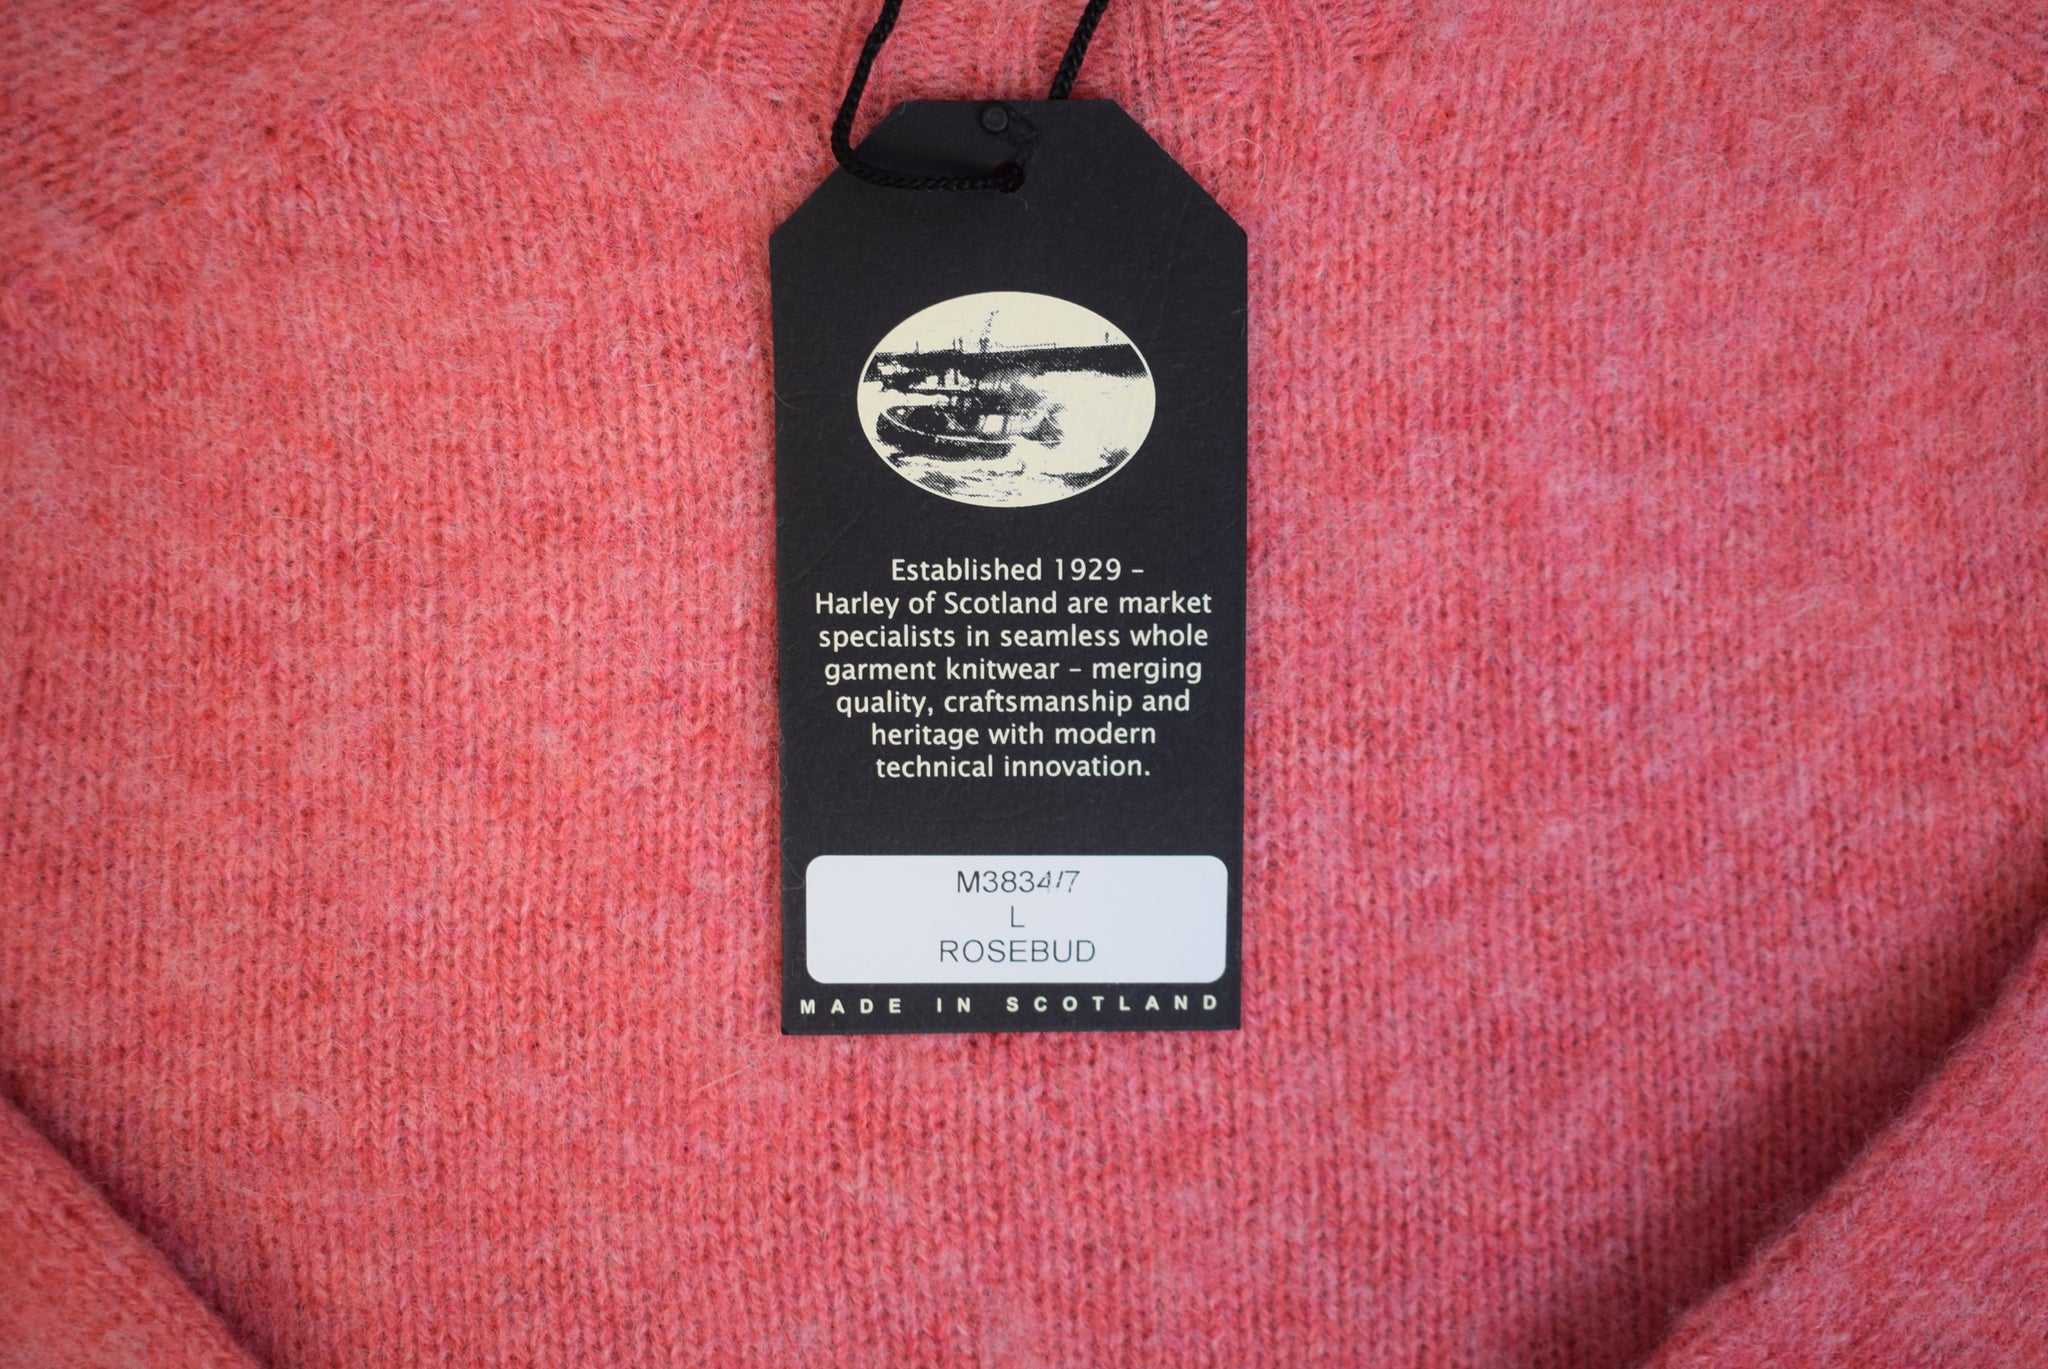 Established 1929 –
Harley of Scotland are market
specialists in seamless whole
garment knitwear – merging
quality, craftsmanship and
heritage with modern
technical innovation.
M3834/7
L
ROSEBUD
MADE IN SCOTLAND